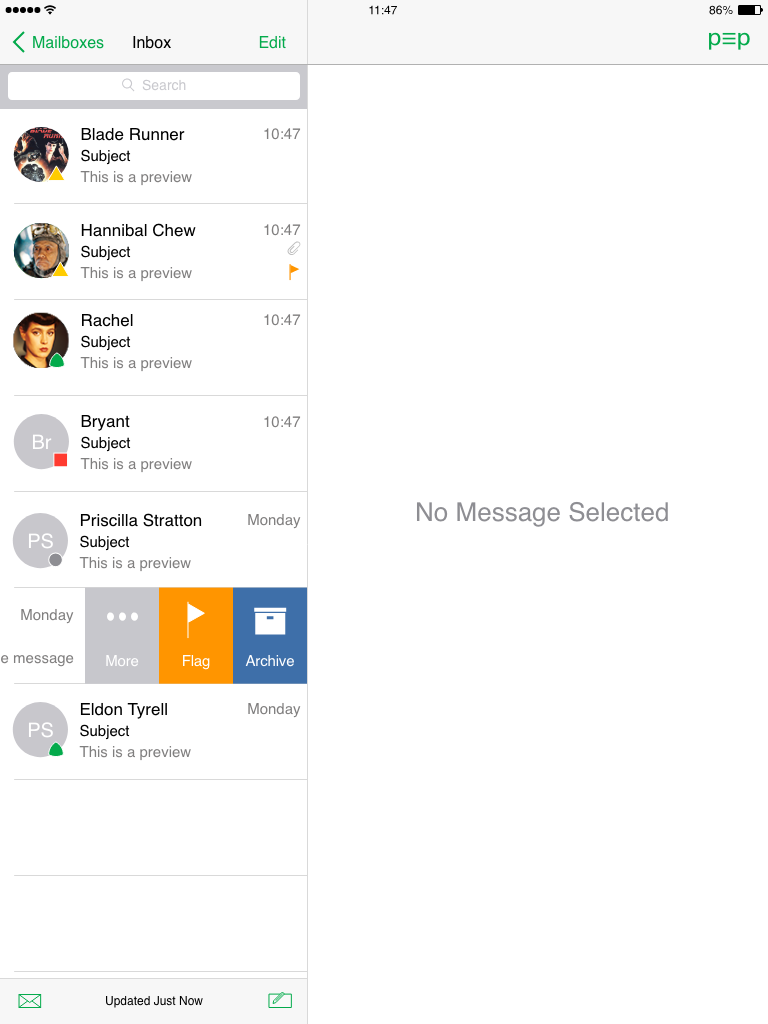 11:47
86%
Mailboxes
Inbox
Edit
p≡p
Search
Blade Runner
10:47
Subject
This is a preview
Hannibal Chew
10:47
Subject
This is a preview
Rachel
10:47
Subject
This is a preview
Br
Bryant
10:47
Subject
This is a preview
PS
Priscilla Stratton
Monday
Subject
This is a preview
Monday
e message
More
Flag
Archive
PS
Eldon Tyrell
Monday
Subject
This is a preview
No Message Selected
Updated Just Now